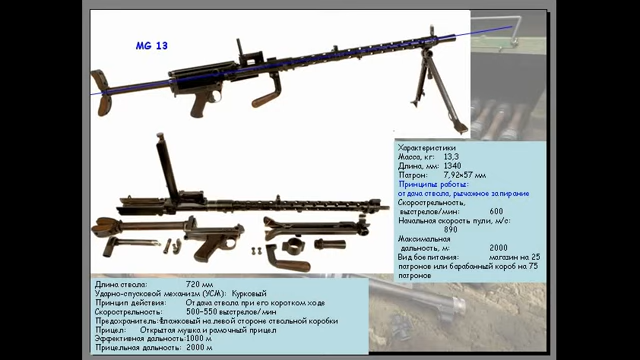 MG 13
Характеристики
Масса, кг: 13,3
Длина, мм: 1340
Патрон: 7,92×57 мм
Принципы работы:
отдача ствола, рычажное запирание
Скорострельность,
выстрелов/мин: 600
Начальная скорость пули, м/с:
890
Максимальная
дальность, м: 2000
Вид боепитания: магазин на 25
патронов или барабанный короб на 75
патронов
Длина ствола: 720 мм
Ударно-спусковой механизм (УСМ): Курковый
Принцип действия: Отдача ствола при его коротком ходе
Скорострельность: 500–550 выстрелов/мин
Предохранитель: Флажковый на левой стороне ствольной коробки
Прицел: Открытая мушка и рамочный прицел
Эффективная дальность: 1000 м
Прицельная дальность: 2000 м